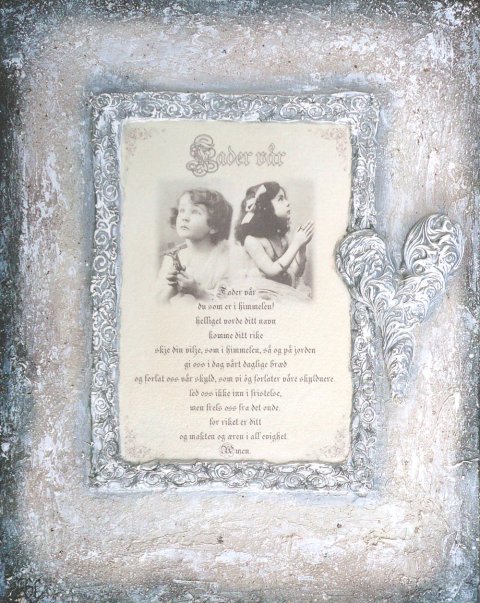 Fader vår
Fader vår
du som er i himmelen!
helliget vorde ditt navn
komme ditt rike
skje din vilje, som i himmelen, så og på jorden
gi oss i dag vårt daglige brød
og forlat oss vår skyld, som vi òg forlater våre skyldnere
led oss ikke inn i fristelse,
men frels oss fra det onde.
for riket er ditt
og makten og æren i all evighet.
Amen.